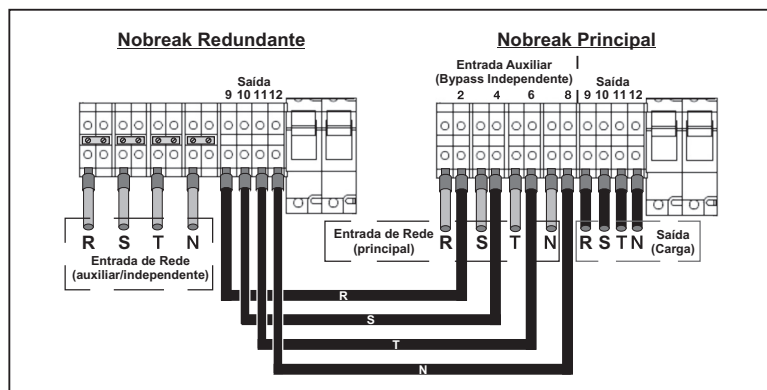 Nobreak Redundante
Nobreak Principal
Saída
9 10 11 12
Entrada Auxiliar
(Bypass Independente)
2 4 6 8
Saída
9 10 11 12
R S T N
Entrada de Rede
(auxiliar/independente)
Entrada de Rede
(principal)
R S T N
R S T N
Saída
(Carga)
R
S
T
N